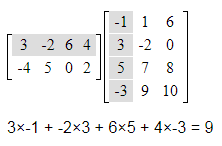 -1 1 6
3 -2 6 4 3 -2 0
-4 5 0 2 5 7 8
-3 9 10
3×-1 + -2×3 + 6×5 + 4×-3 = 9